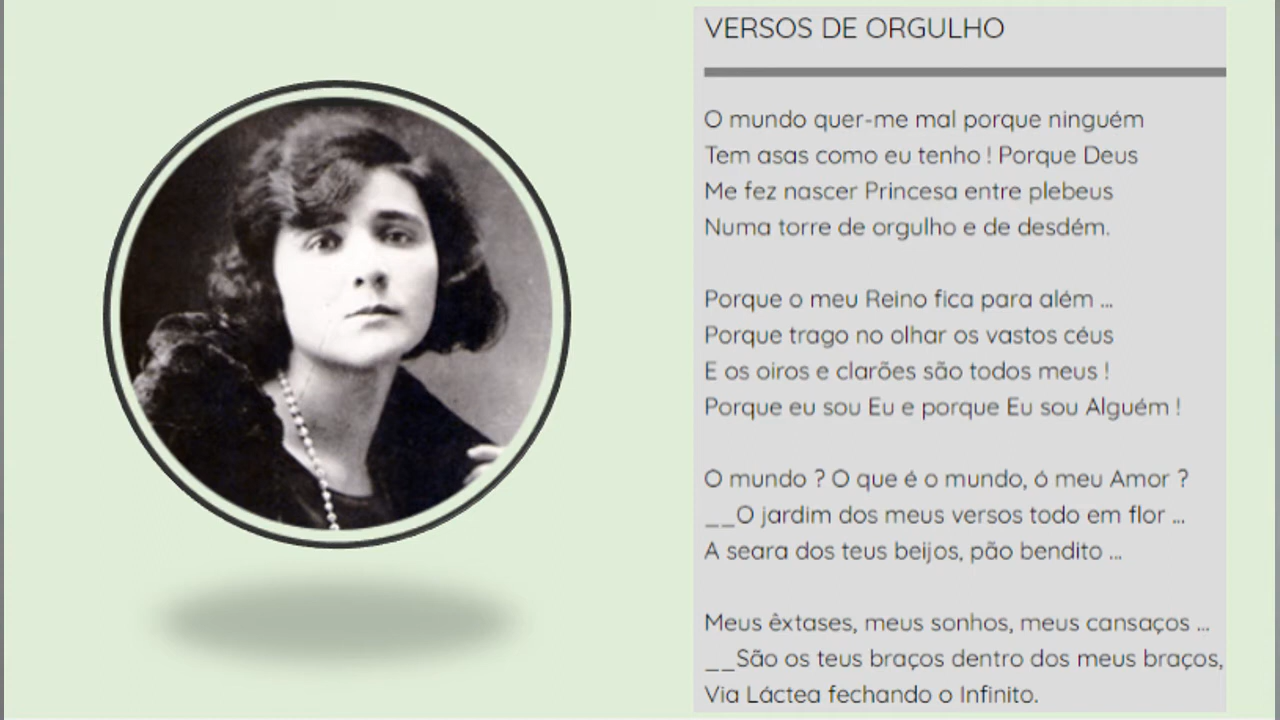 VERSOS DE ORGULHO
O mundo quer-me mal porque ninguém
Tem asas como eu tenho ! Porque Deus
Me fez nascer Princesa entre plebeus
Numa torre de orgulho e de desdém.
Porque o meu Reino fica para além ...
Porque trago no olhar os vastos céus
E os oiros e clarões são todos meus !
Porque eu sou Eu e porque Eu sou Alguém !
O mundo ? O que é o mundo, ó meu Amor ?
__O jardim dos meus versos todo em flor ...
A seara dos teus beijos, pão bendito ...
Meus êxtases, meus sonhos, meus cansaços ...
__São os teus braços dentro dos meus braços,
Via Láctea fechando o Infinito.